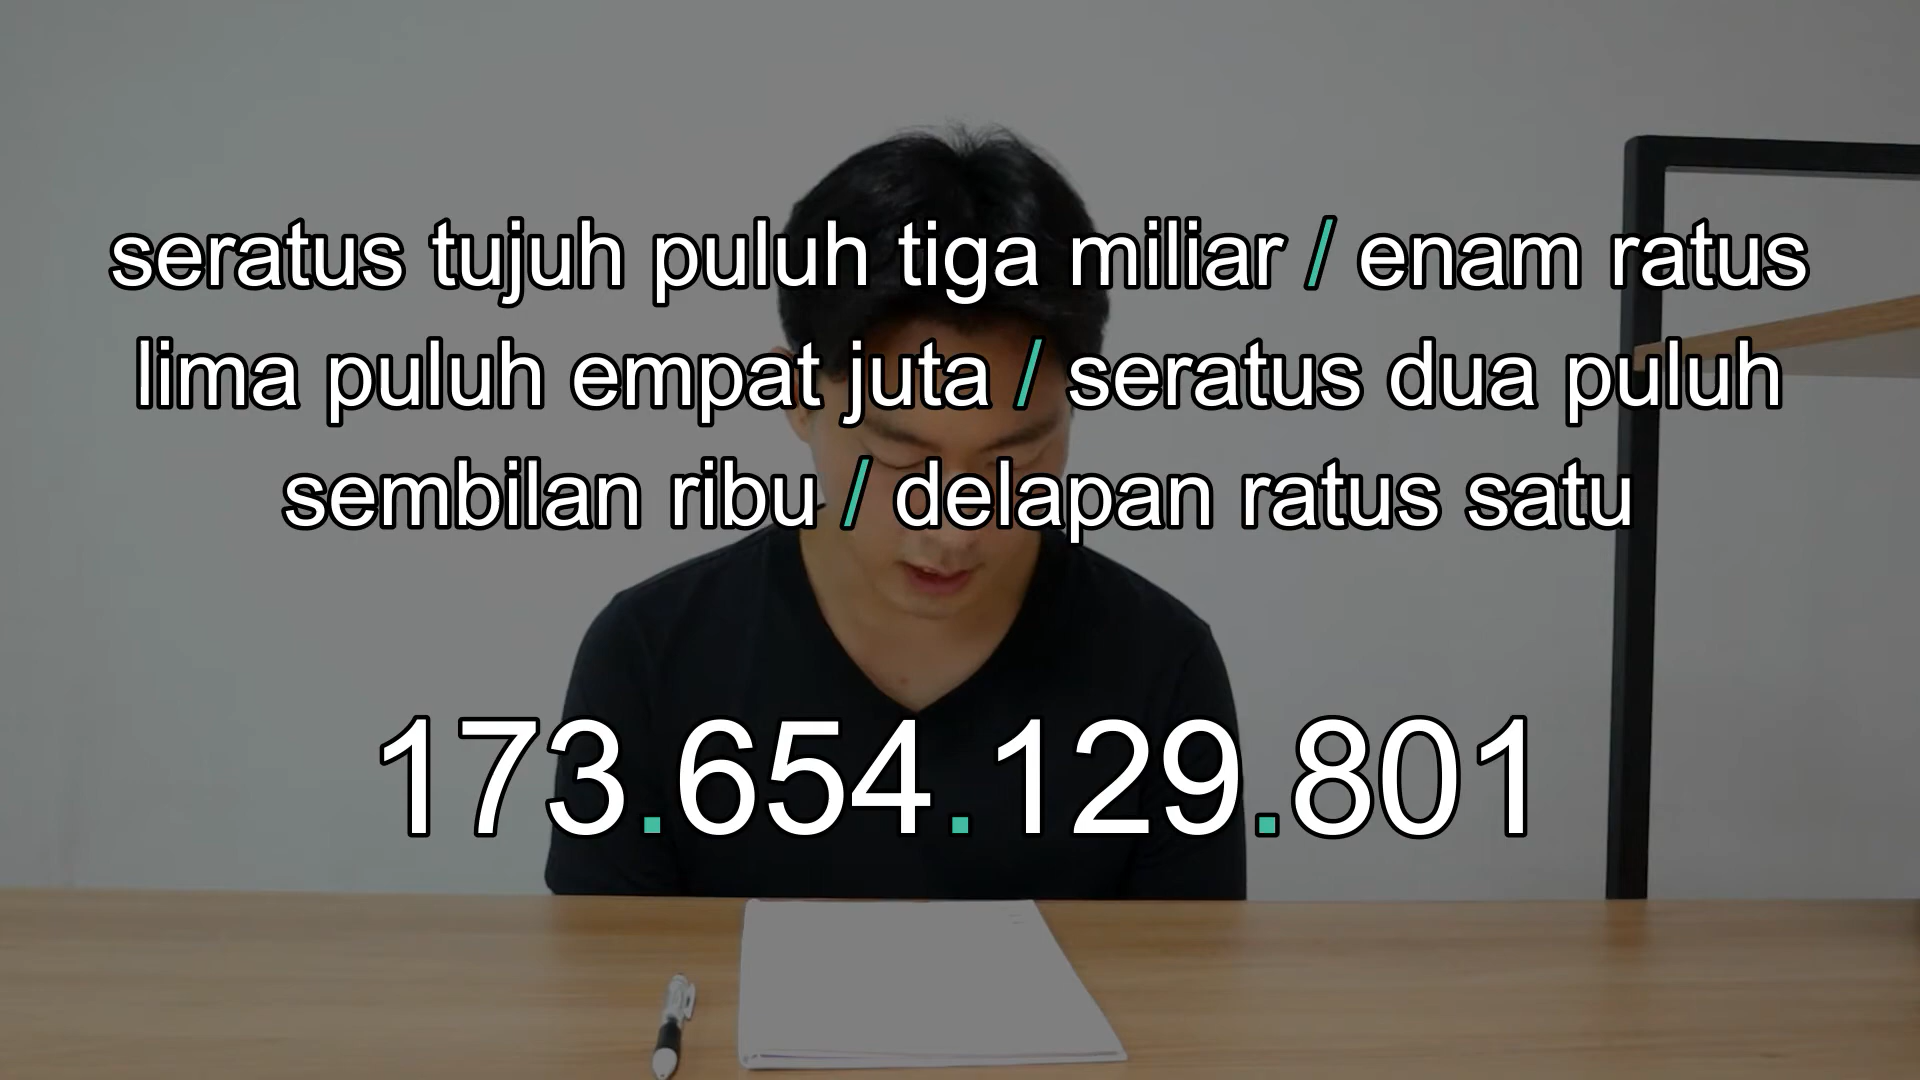 seratus tujuh puluh tiga miliar / enam ratus
lima puluh empat juta / seratus dua puluh
sembilan ribu / delapan ratus satu
173.654.129.801